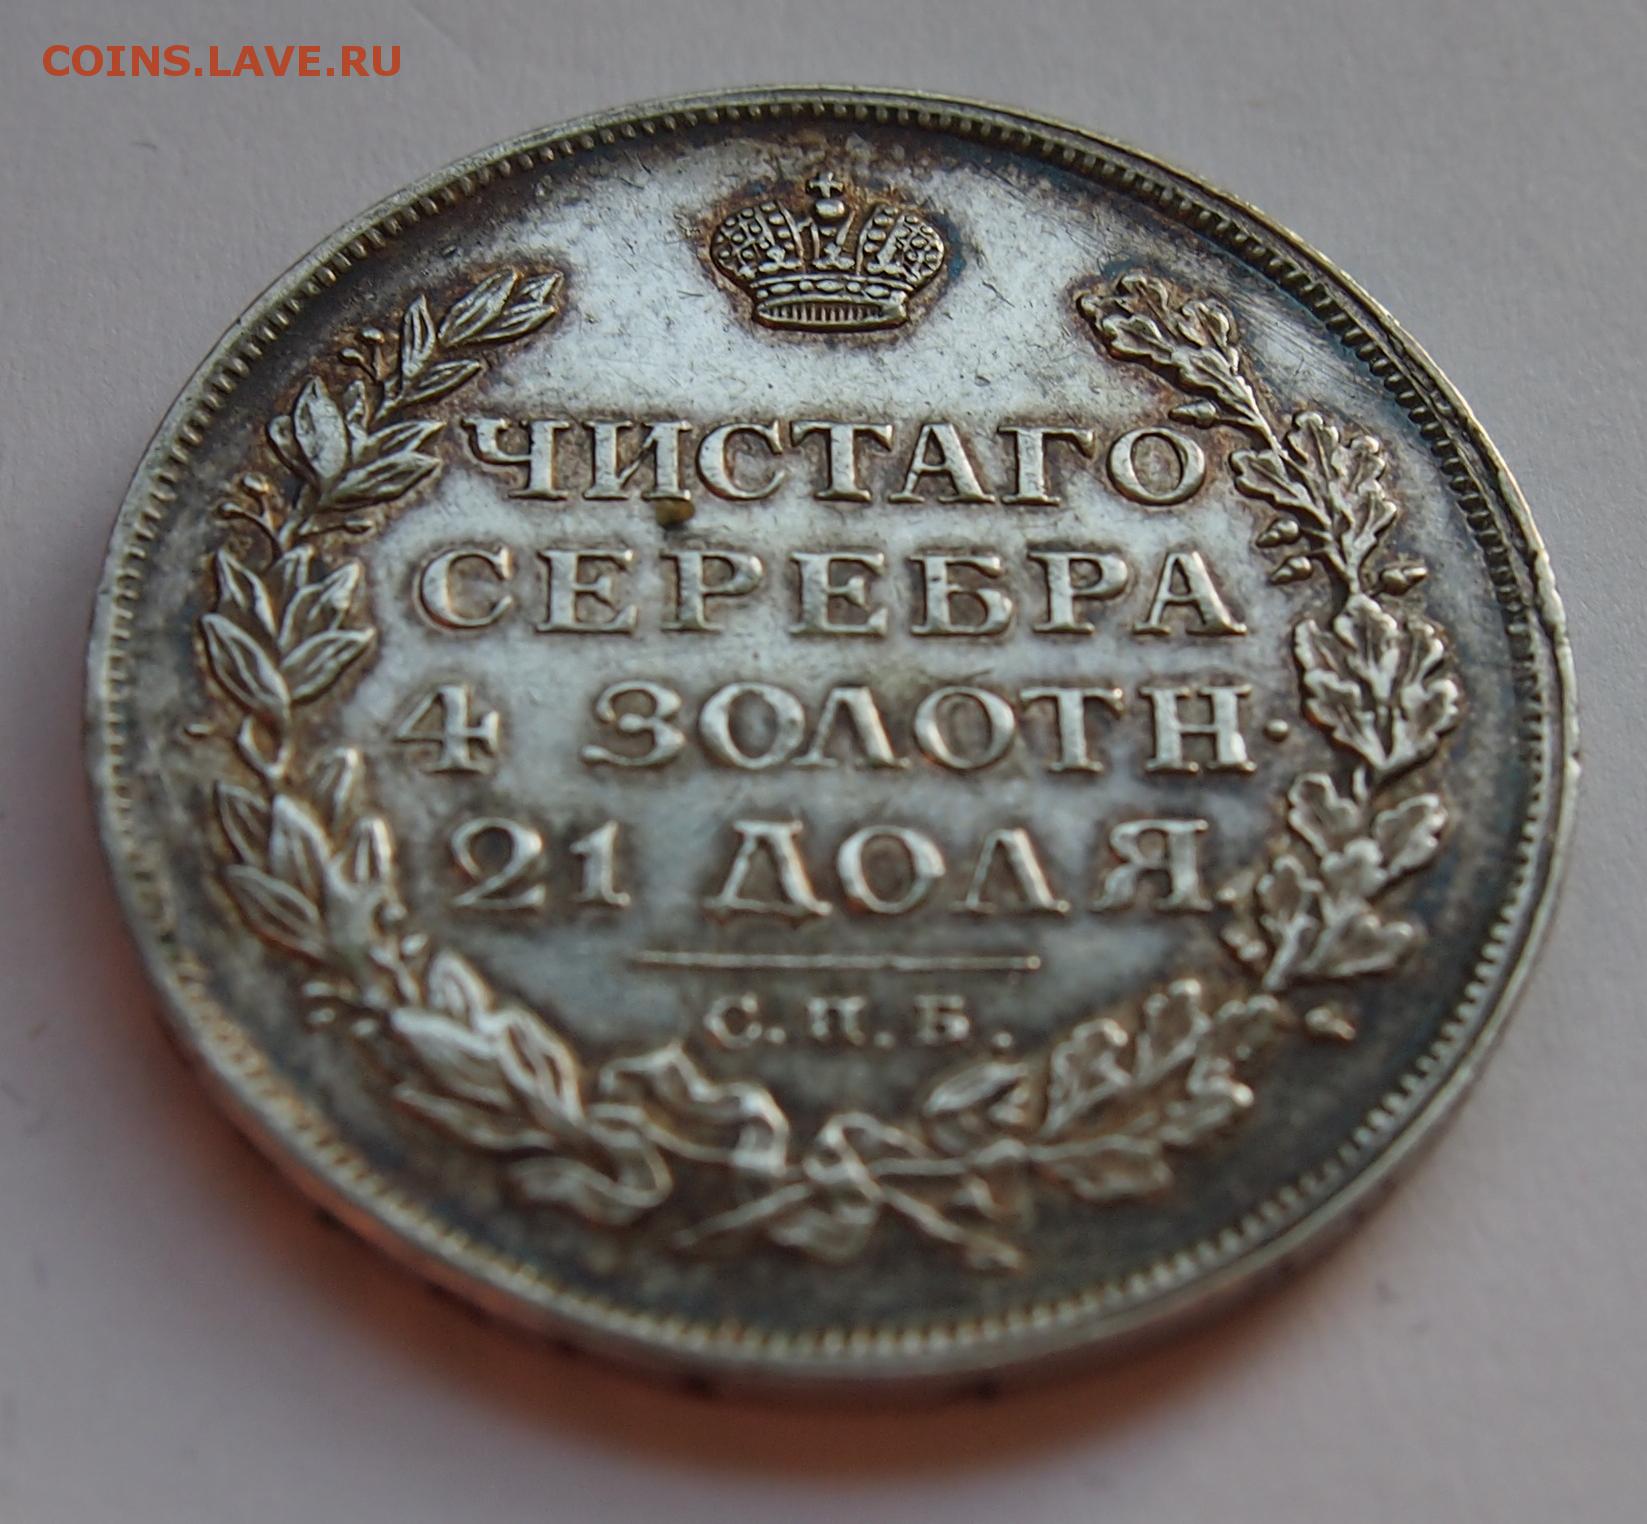 COINS.LAVE.RU
ЧИСТАГО
СЕРЕБРА
4 ЗОЛОТН.
21 ДОЛЯ
С.П.Б.